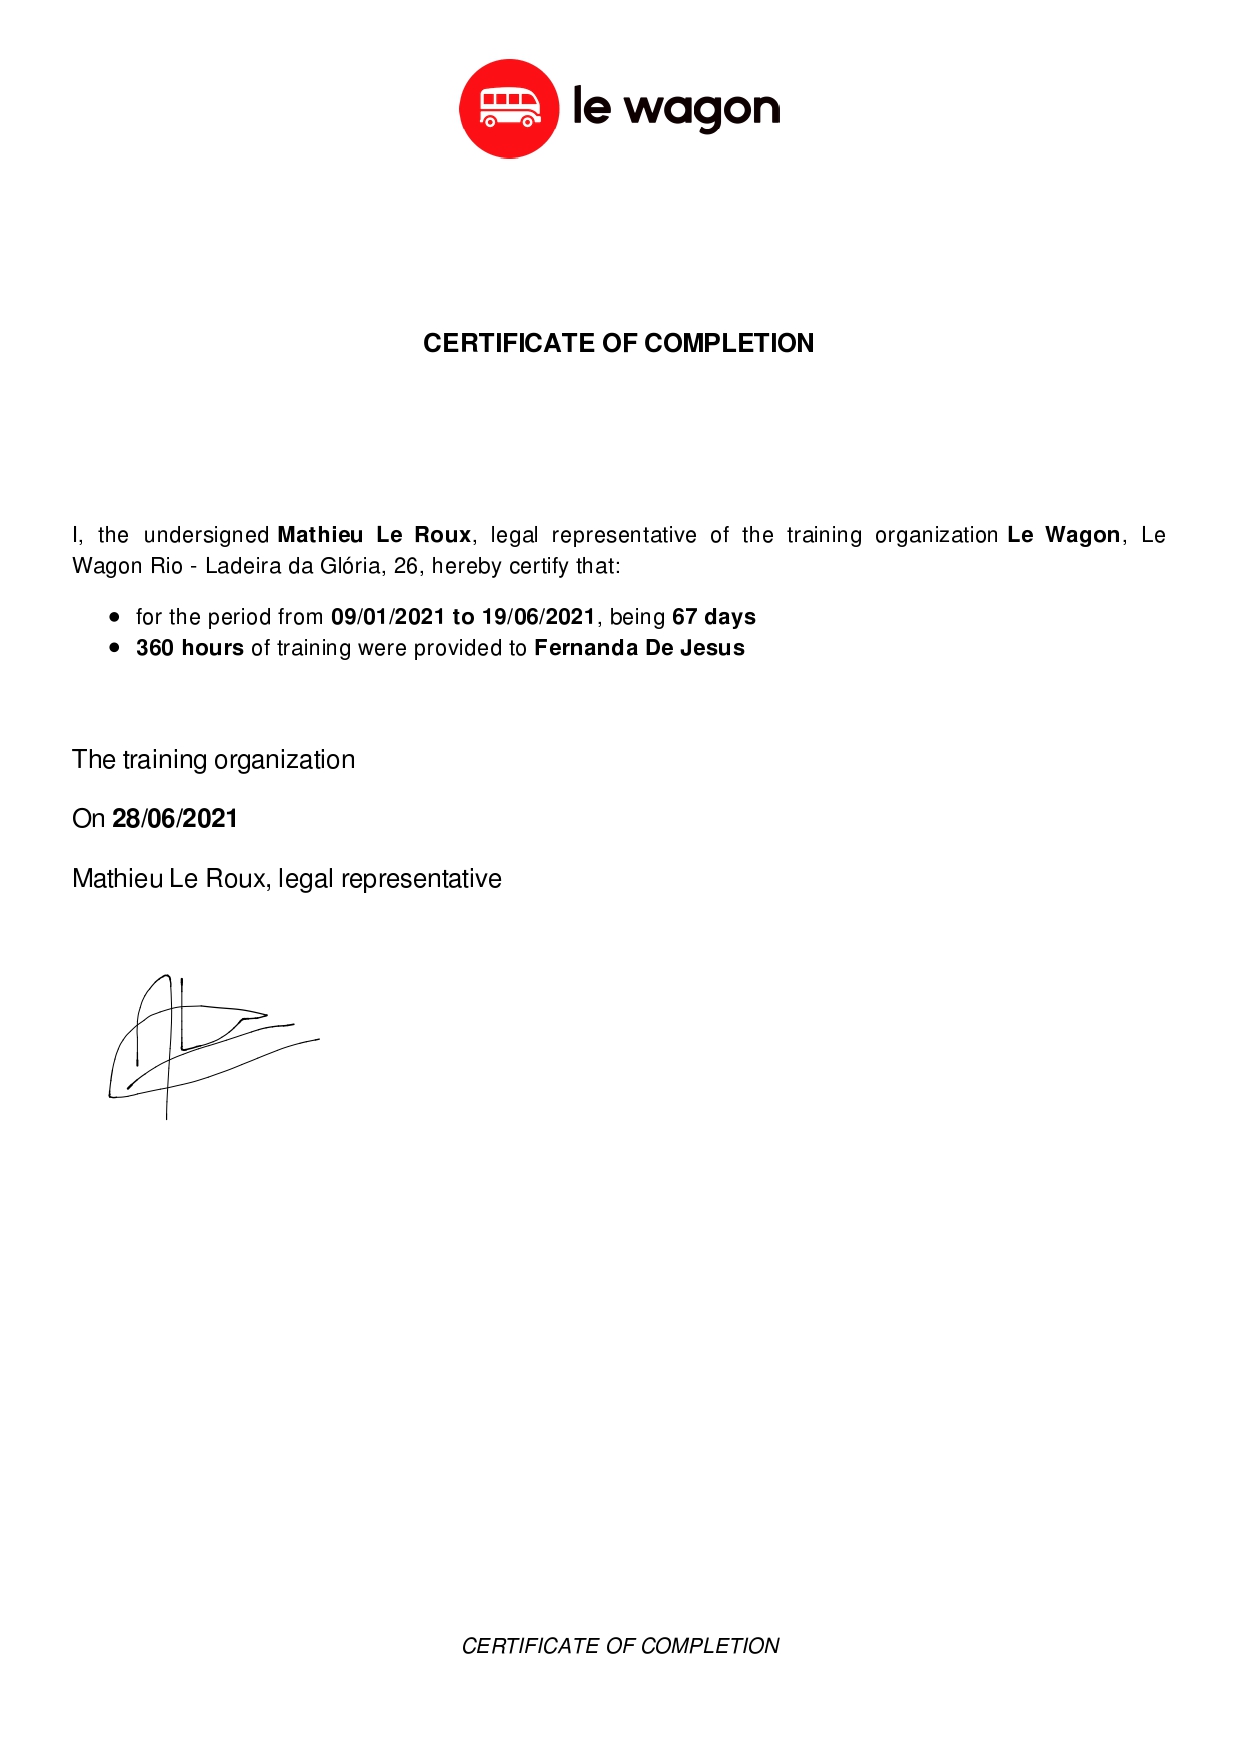 le wagon
CERTIFICATE OF COMPLETION
I, the undersigned Mathieu Le Roux, legal representative of the training organization Le Wagon, Le
Wagon Rio - Ladeira da Glória, 26, hereby certify that:
• for the period from 09/01/2021 to 19/06/2021, being 67 days
• 360 hours of training were provided to Fernanda De Jesus
The training organization
On 28/06/2021
Mathieu Le Roux, legal representative
CERTIFICATE OF COMPLETION